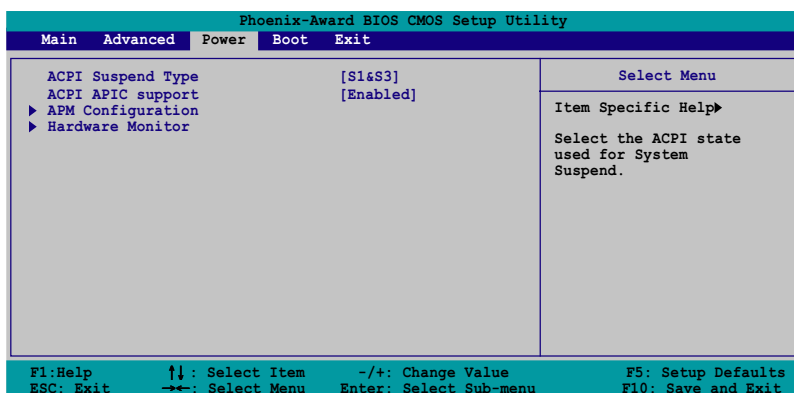 Phoenix-Award BIOS CMOS Setup Utility
Main Advanced Power Boot Exit
ACPI Suspend Type [S1&S3]
ACPI APIC support [Enabled]
APM Configuration
Hardware Monitor
Select Menu
Item Specific Help
Select the ACPI state
used for System
Suspend.
F1:Help ↑↓: Select Item -/+: Change Value F5: Setup Defaults
ESC: Exit →←: Select Menu Enter: Select Sub-menu F10: Save and Exit